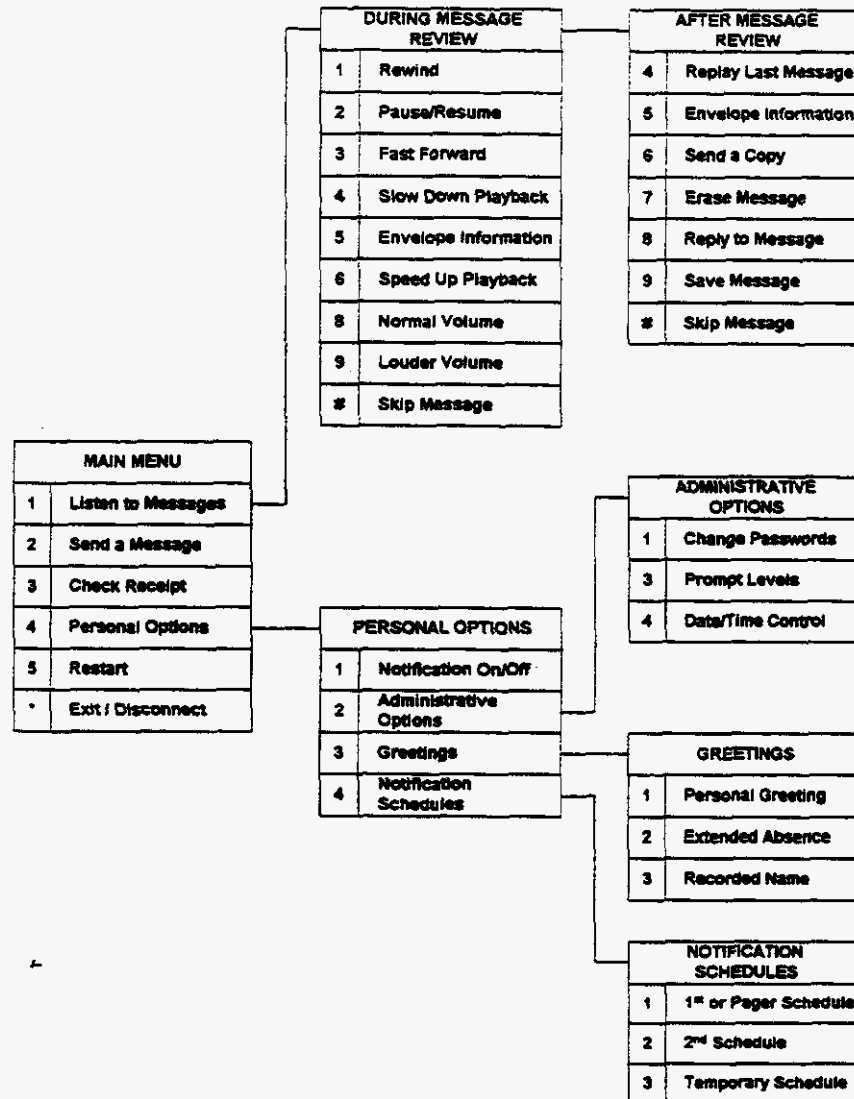 DURING MESSAGE
REVIEW
1 Rewind
2 Pause/Resume
3 Fast Forward
4 Slow Down Playback
5 Envelope Information
6 Speed Up Playback
8 Normal Volume
9 Louder Volume
# Skip Message
AFTER MESSAGE
REVIEW
4 Replay Last Message
5 Envelope Information
6 Send a Copy
7 Erase Message
8 Reply to Message
9 Save Message
# Skip Message
MAIN MENU
1 Listen to Messages
2 Send a Message
3 Check Receipt
4 Personal Options
5 Restart
* Exit / Disconnect
PERSONAL OPTIONS
1 Notification On/Off
2 Administrative
Options
3 Greetings
4 Notification
Schedules
ADMINISTRATIVE
OPTIONS
1 Change Passwords
3 Prompt Levels
4 Date/Time Control
GREETINGS
1 Personal Greeting
2 Extended Absence
3 Recorded Name
NOTIFICATION
SCHEDULES
1 1st or Pager Schedule
2 2nd Schedule
3 Temporary Schedule